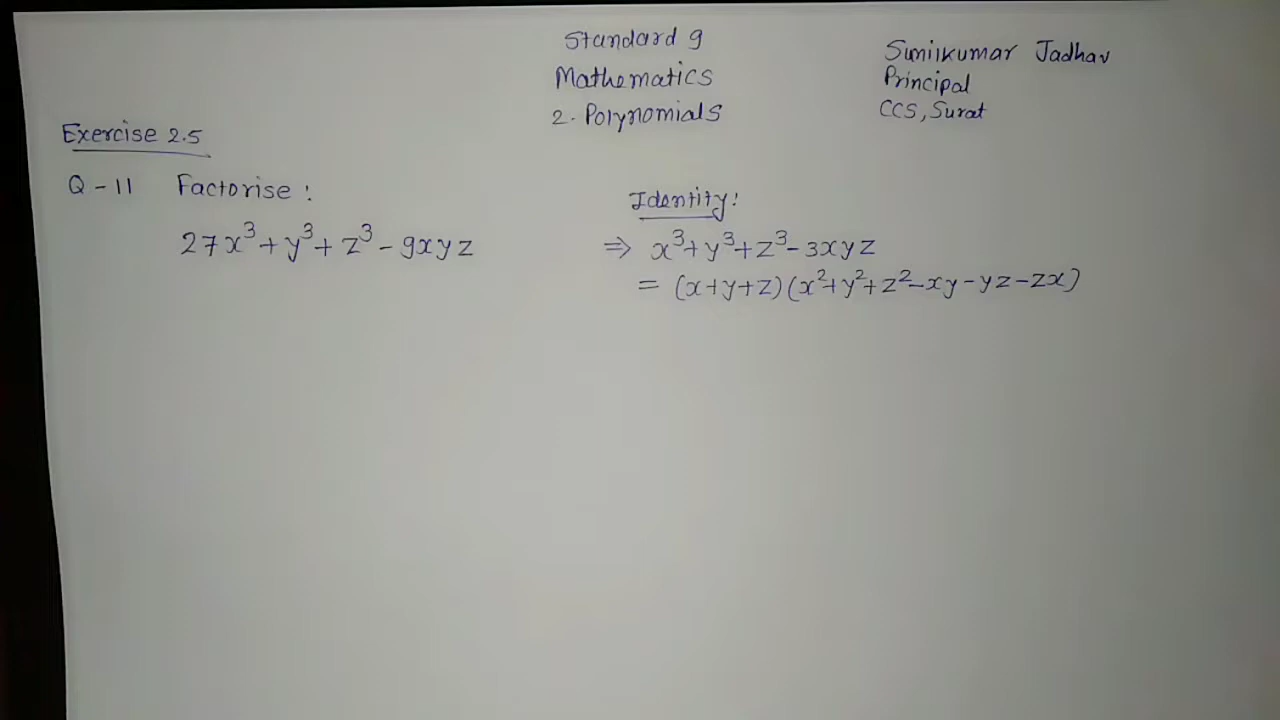 Standard 9
Mathematics
2. Polynomials
Sunilkumar Jadhav
Principal
CCS, Surat
Exercise 2.5
Q - 11 Factorise :
27x³ + y³ + z³ - 9xyz
Identity:
⇒ x³ + y³ + z³ - 3xyz
= (x+y+z)(x²+y²+z²-xy-yz-zx)